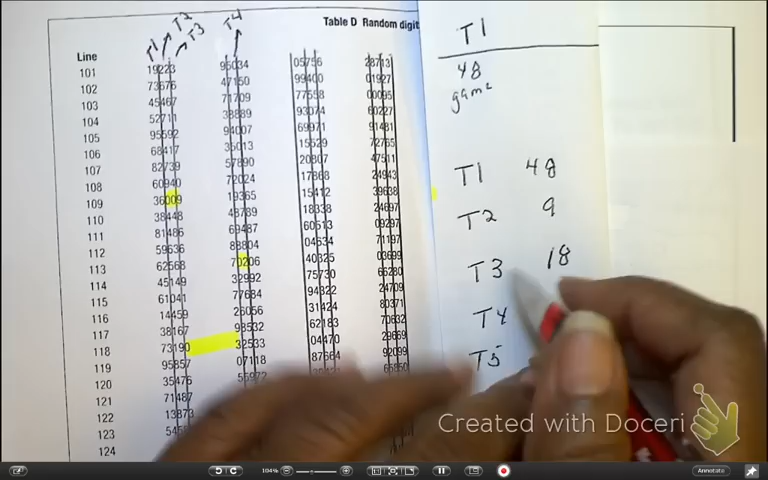 T1 T2 T3 T4
Table D Random digit
T1
Line
101 19223 95034 05756 28713
48
102 73676 47150 99400 01927
game
103 45467 71709 77558 00095
104 52711 38889 93074 60227
105 95592 94007 69971 91481
106 68417 35013 15529 72765
107 82739 57890 20807 47511
T1 48
108 60940 72024 17868 24943
109 36009 19365 15412 39638
T2 9
110 38448 48789 18338 24697
111 81486 69487 60513 09297
112 59636 88804 04634 71197
T3 18
113 62568 70206 40325 03699
114 45149 32992 75730 66280
115 61041 77684 94322 24709
T4
116 14459 26056 31424 80371
117 38167 98532 62183 70632
T5
118 73190 32533 04470 29669
119 95857 07118 87664 92099
120 35476 55972 65850
121 71487
122 13873
123 54
124
Created with Doceri
104%
Annotate